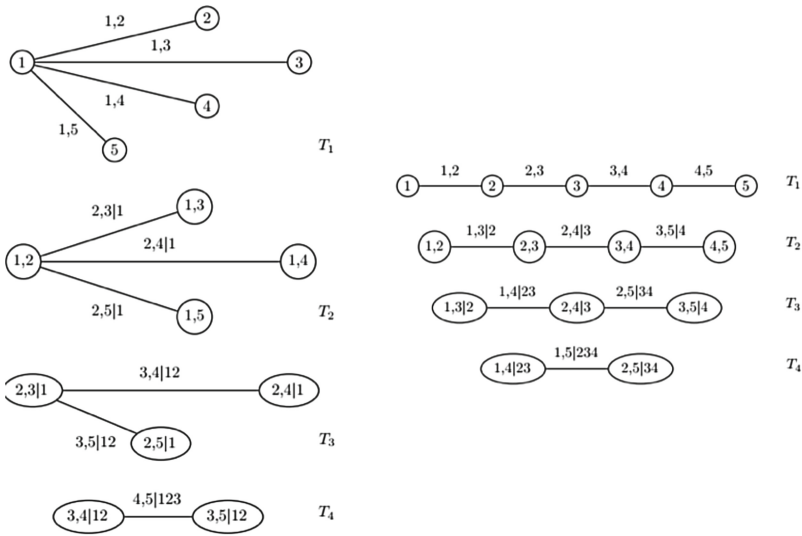 1,2
2
1,3
1
3
1,4
4
1,5
5
T1
2,3|1
1,3
2,4|1
1,2
1,4
2,5|1
1,5
T2
3,4|12
2,3|1
2,4|1
3,5|12
2,5|1
T3
4,5|123
3,4|12
3,5|12
T4
1,2 2,3 3,4 4,5
1 2 3 4 5 T1
1,3|2 2,4|3 3,5|4
1,2 2,3 3,4 4,5 T2
1,4|23 2,5|34
1,3|2 2,4|3 3,5|4 T3
1,5|234
1,4|23 2,5|34 T4